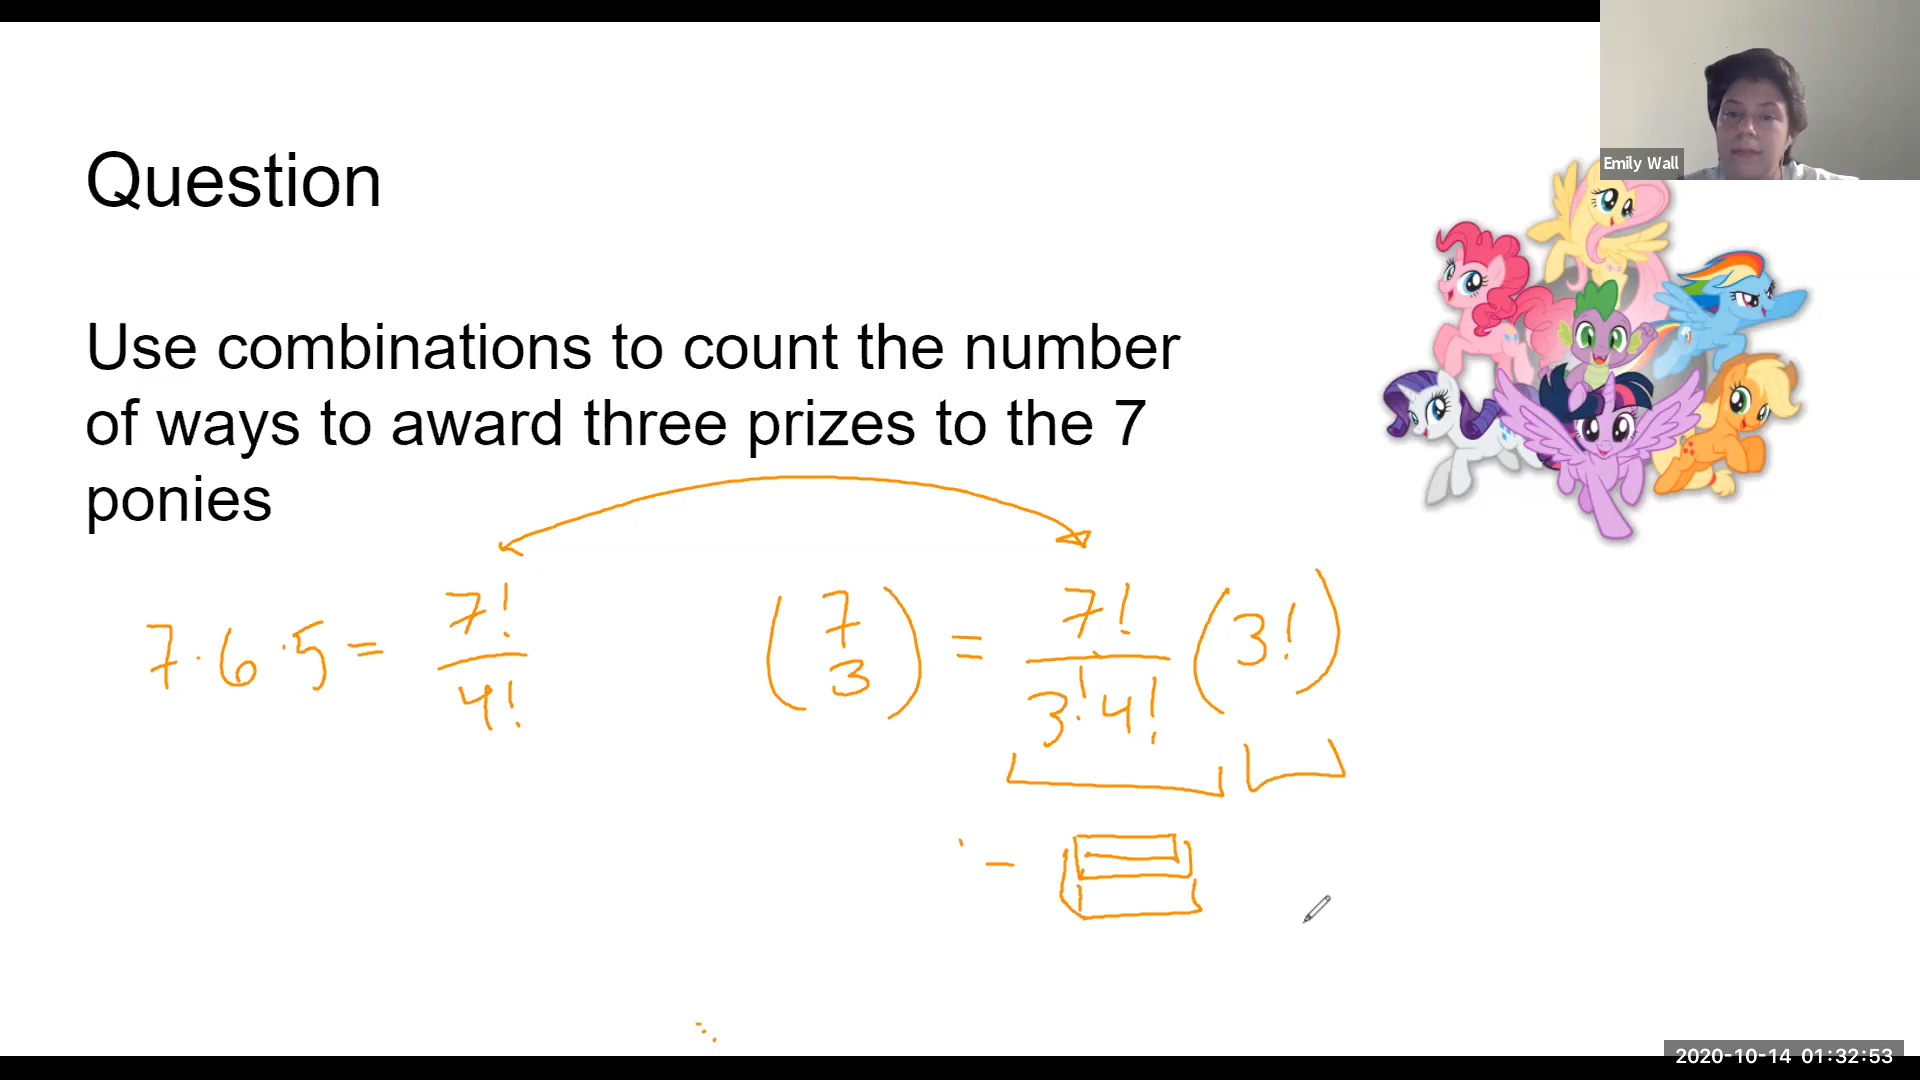 Emily Wall
Question
Use combinations to count the number
of ways to award three prizes to the 7
ponies
7·6·5 = 7!/4!
(7 3) = 7!/3!·4! (3!)
2020-10-14 01:32:53